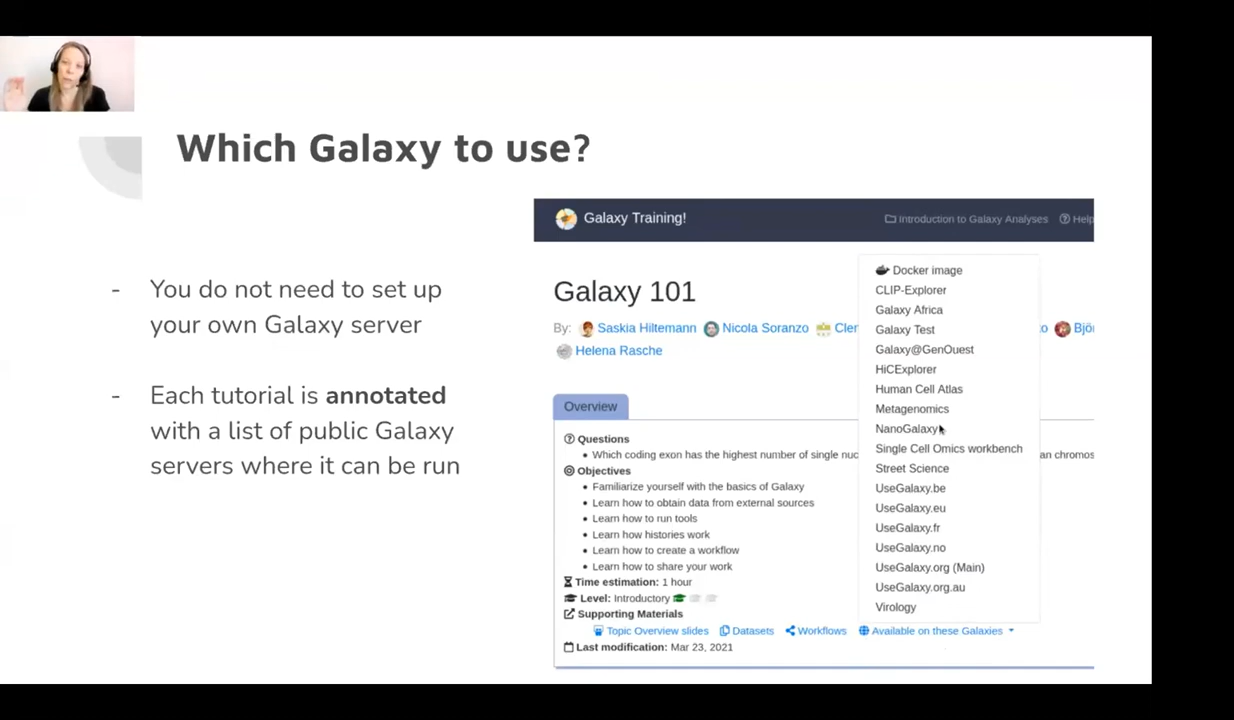 Which Galaxy to use?
- You do not need to set up
your own Galaxy server
- Each tutorial is annotated
with a list of public Galaxy
servers where it can be run
Galaxy Training!
Introduction to Galaxy Analyses
Help
Galaxy 101
By: Saskia Hiltemann Nicola Soranzo Cler
o Bjö
Helena Rasche
Overview
Questions
• Which coding exon has the highest number of single nuc
an chromos
Objectives
• Familiarize yourself with the basics of Galaxy
• Learn how to obtain data from external sources
• Learn how to run tools
• Learn how histories work
• Learn how to create a workflow
• Learn how to share your work
Time estimation: 1 hour
Level: Introductory
Supporting Materials
Topic Overview slides Datasets Workflows Available on these Galaxies
Last modification: Mar 23, 2021
Docker image
CLIP-Explorer
Galaxy Africa
Galaxy Test
Galaxy@GenOuest
HiCExplorer
Human Cell Atlas
Metagenomics
NanoGalaxy
Single Cell Omics workbench
Street Science
UseGalaxy.be
UseGalaxy.eu
UseGalaxy.fr
UseGalaxy.no
UseGalaxy.org (Main)
UseGalaxy.org.au
Virology